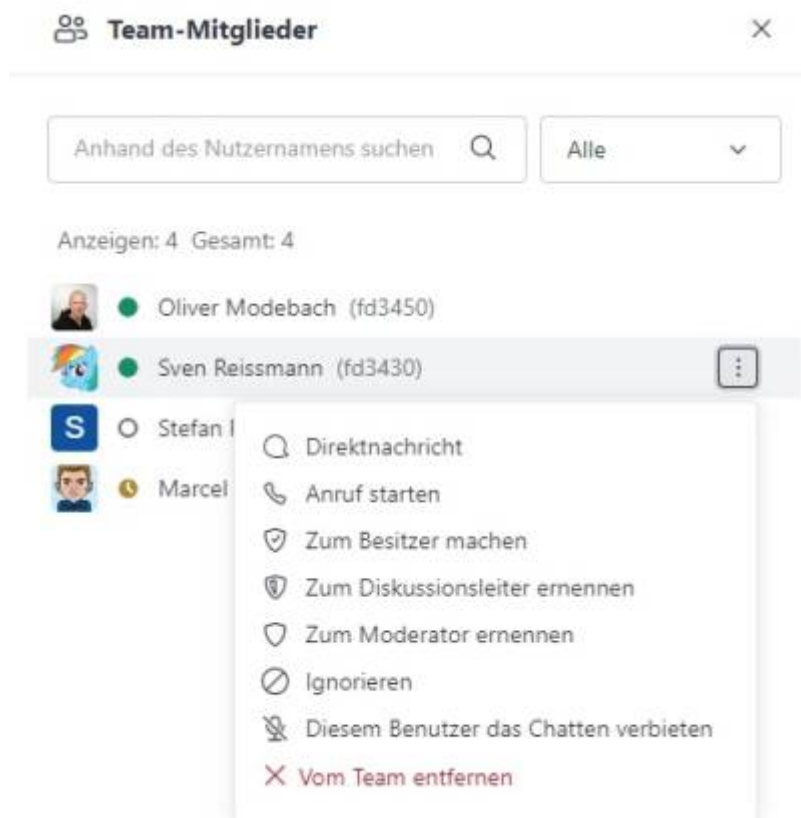 Team-Mitglieder
Anhand des Nutzernamens suchen
Alle
Anzeigen: 4 Gesamt: 4
Oliver Modebach (fd3450)
Sven Reissmann (fd3430)
S Stefan
Direktnachricht
Marcel
Anruf starten
Zum Besitzer machen
Zum Diskussionsleiter ernennen
Zum Moderator ernennen
Ignorieren
Diesem Benutzer das Chatten verbieten
Vom Team entfernen